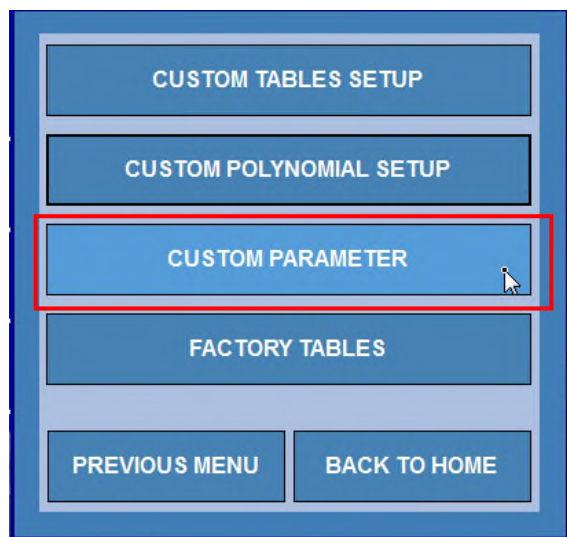 CUSTOM TABLES SETUP
CUSTOM POLYNOMIAL SETUP
CUSTOM PARAMETER
FACTORY TABLES
PREVIOUS MENU
BACK TO HOME